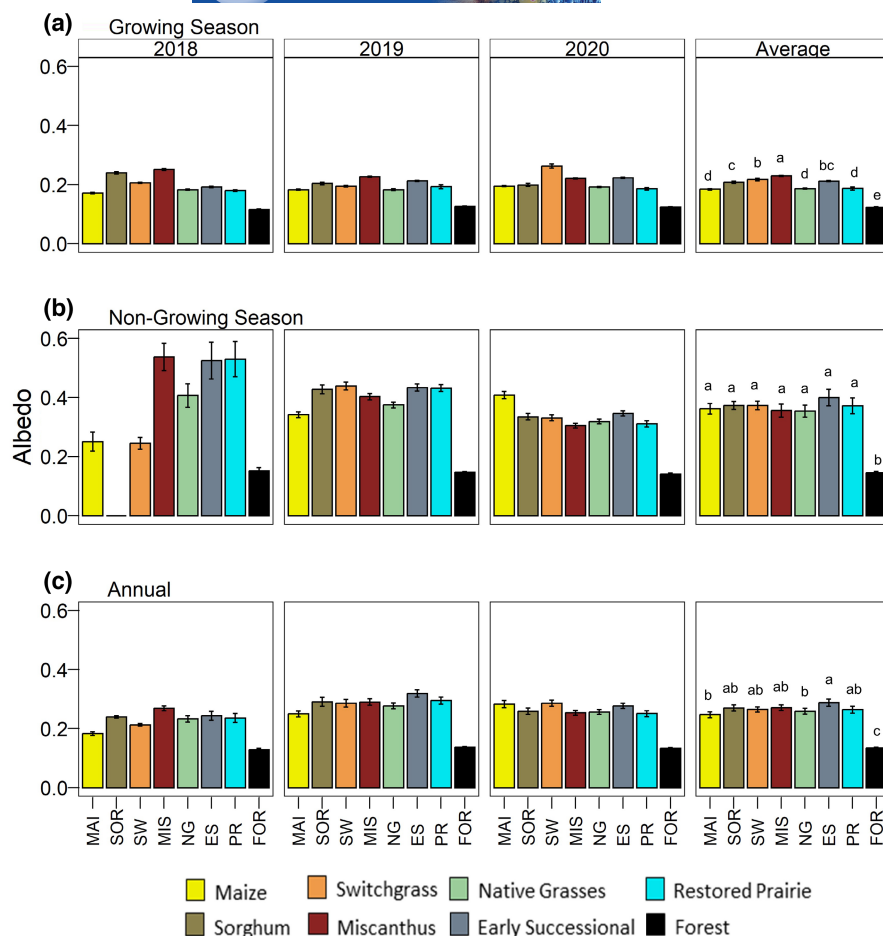 (a) Growing Season
2018 2019 2020 Average
0.6
0.4
0.2
0.0
d c b a d bc d e
(b) Non-Growing Season
0.6
0.4
0.2
0.0
a a a a a a a b
Albedo
(c) Annual
0.6
0.4
0.2
0.0
b ab ab ab b a ab c
MAI SOR SW MIS NG ES PR FOR MAI SOR SW MIS NG ES PR FOR MAI SOR SW MIS NG ES PR FOR MAI SOR SW MIS NG ES PR FOR
Maize Switchgrass Native Grasses Restored Prairie
Sorghum Miscanthus Early Successional Forest